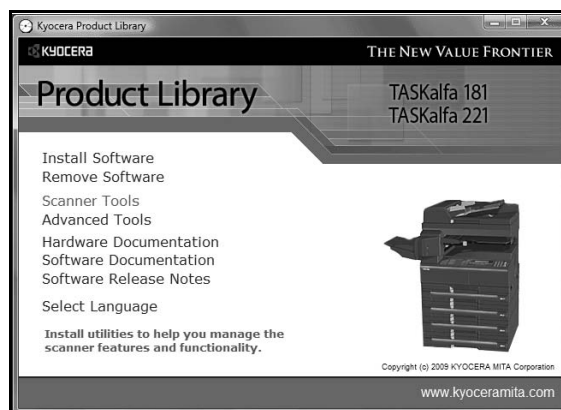 Kyocera Product Library
KYOCERA
THE NEW VALUE FRONTIER
Product Library
TASKalfa 181
TASKalfa 221
Install Software
Remove Software
Scanner Tools
Advanced Tools
Hardware Documentation
Software Documentation
Software Release Notes
Select Language
Install utilities to help you manage the
scanner features and functionality.
Copyright (c) 2009 KYOCERA MITA Corporation
www.kyoceramita.com